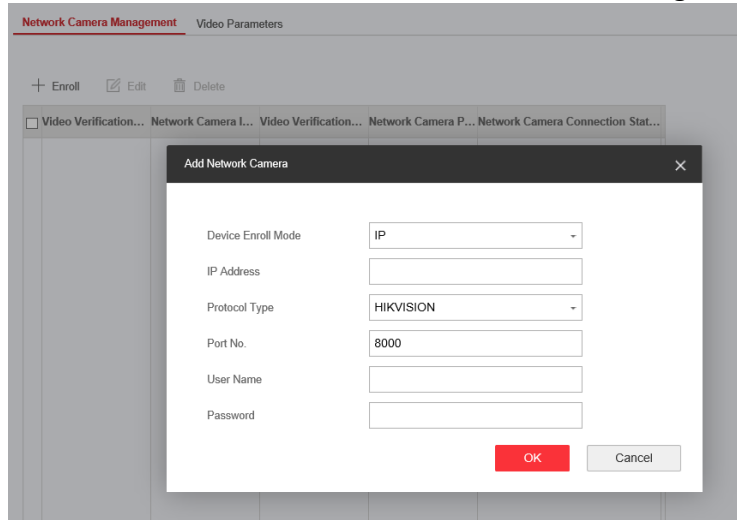 Network Camera Management Video Parameters
Enroll Edit Delete
Video Verification... Network Camera I... Video Verification... Network Camera P... Network Camera Connection Stat...
Add Network Camera
Device Enroll Mode IP
IP Address
Protocol Type HIKVISION
Port No. 8000
User Name
Password
OK Cancel